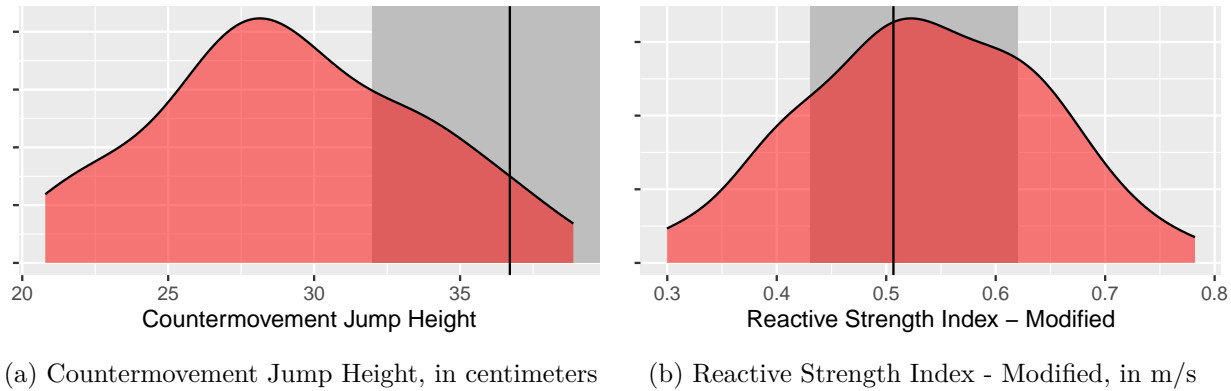 20 25 30 35
Countermovement Jump Height
(a) Countermovement Jump Height, in centimeters
0.3 0.4 0.5 0.6 0.7 0.8
Reactive Strength Index – Modified
(b) Reactive Strength Index - Modified, in m/s